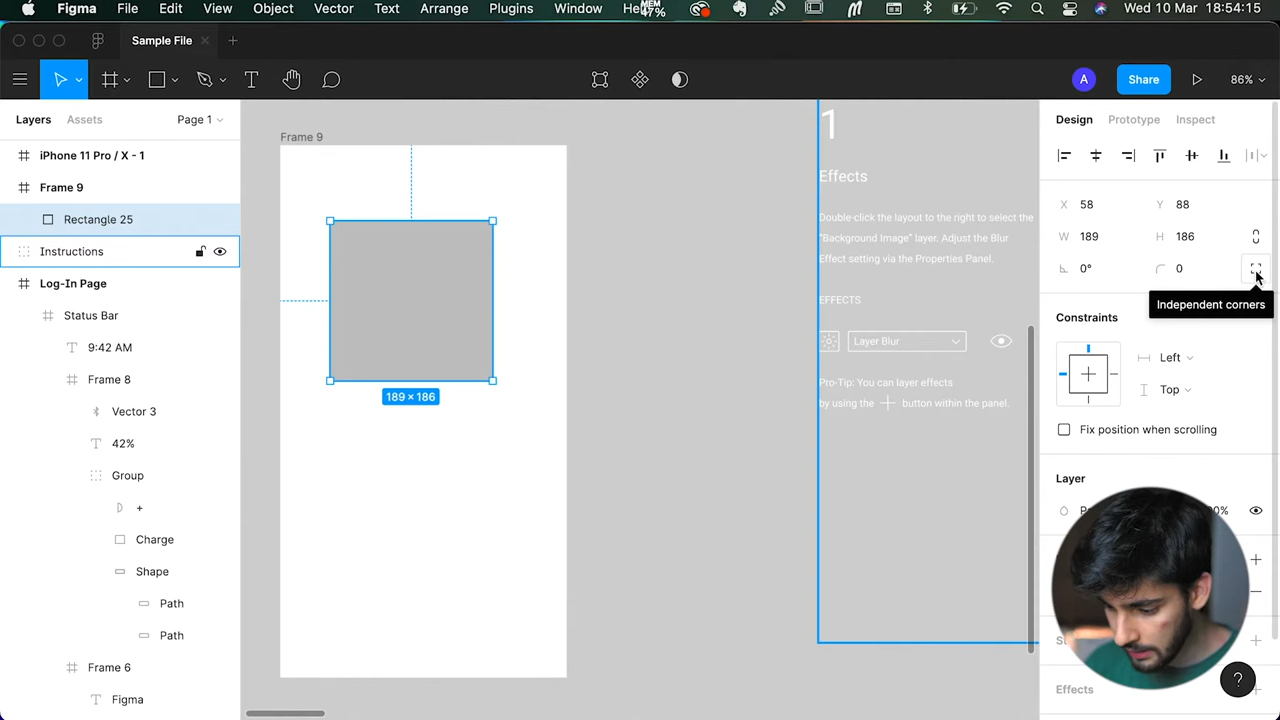 Figma File Edit View Object Vector Text Arrange Plugins Window MEM 47% Wed 10 Mar 18:54:15
Sample File
Share 86%
Layers Assets Page 1
iPhone 11 Pro / X - 1
Frame 9
Rectangle 25
Instructions
Log-In Page
Status Bar
9:42 AM
Frame 8
Vector 3
42%
Group
+
Charge
Shape
Path
Path
Frame 6
Figma
Frame 9
189 × 186
1
Effects
Double-click the layout to the right to select the
"Background Image" layer. Adjust the Blur
Effect setting via the Properties Panel.
EFFECTS
Layer Blur
Pro-Tip: You can layer effects
by using the + button within the panel.
A
Design Prototype Inspect
X 58 Y 88
W 189 H 186
0° 0
Independent corners
Constraints
Left
Top
Fix position when scrolling
Layer
Effects
?